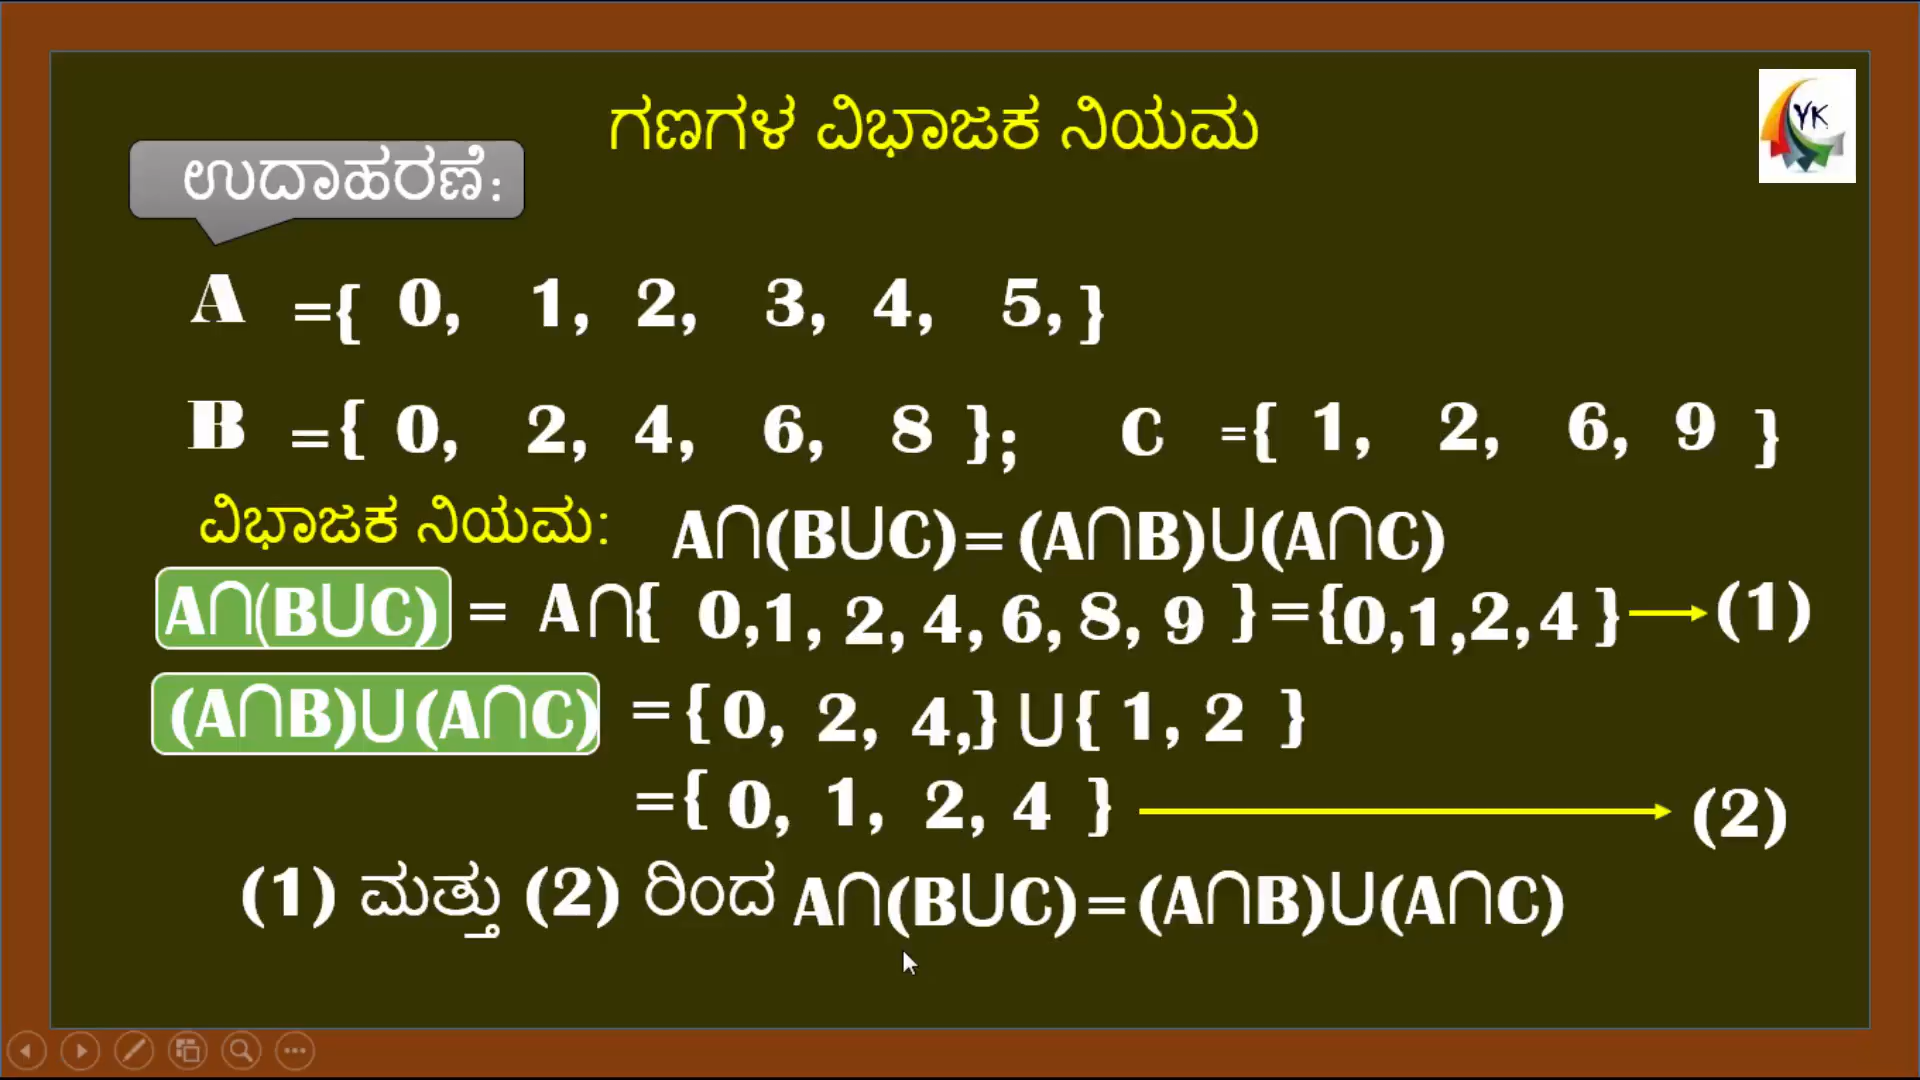 ಗಣಗಳ ವಿಭಾಜಕ ನಿಯಮ
YK
ಉದಾಹರಣೆ:
A ={ 0, 1, 2, 3, 4, 5, }
B ={ 0, 2, 4, 6, 8 }; C ={ 1, 2, 6, 9 }
ವಿಭಾಜಕ ನಿಯಮ: A∩(B∪C)=(A∩B)∪(A∩C)
A∩(B∪C) = A∩{ 0,1, 2, 4, 6, 8, 9 }={0,1,2,4 } (1)
(A∩B)∪(A∩C) ={ 0, 2, 4,} ∪{ 1, 2 }
={ 0, 1, 2, 4 } (2)
(1) ಮತ್ತು (2) ರಿಂದ A∩(B∪C)=(A∩B)∪(A∩C)